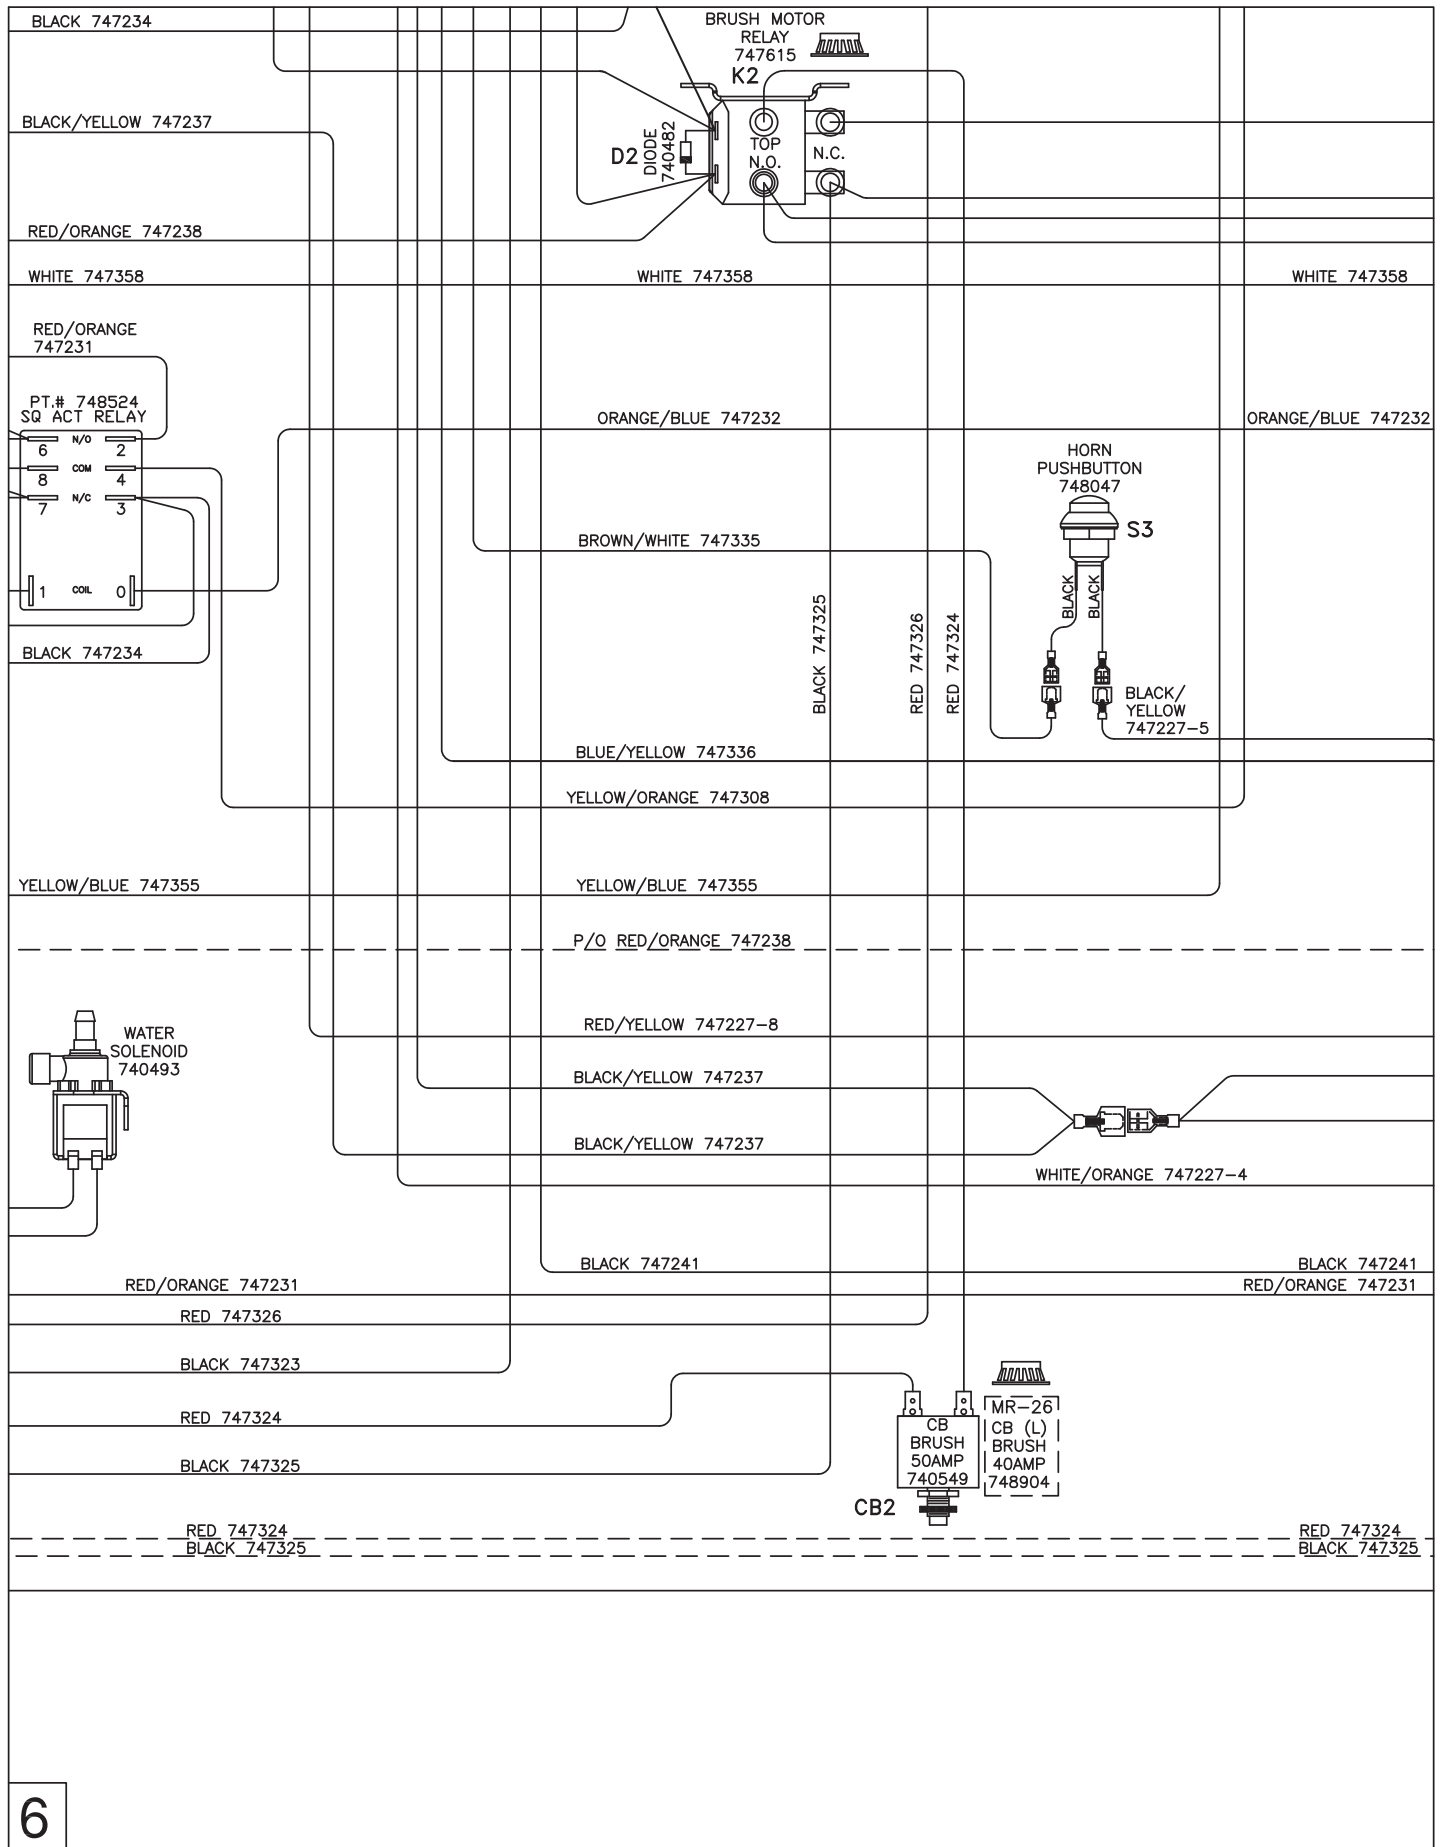 BLACK 747234
BRUSH MOTOR
RELAY
747615
K2
BLACK/YELLOW 747237
D2
DIODE
740482
TOP
N.O.
N.C.
RED/ORANGE 747238
WHITE 747358
WHITE 747358
WHITE 747358
RED/ORANGE
747231
PT.# 748524
SQ ACT RELAY
6 N/O 2
8 COM 4
7 N/C 3
1 COIL 0
ORANGE/BLUE 747232
ORANGE/BLUE 747232
HORN
PUSHBUTTON
748047
S3
BROWN/WHITE 747335
BLACK
BLACK
BLACK 747325
RED 747326
RED 747324
BLACK 747234
BLACK/
YELLOW
747227-5
BLUE/YELLOW 747336
YELLOW/ORANGE 747308
YELLOW/BLUE 747355
YELLOW/BLUE 747355
P/O RED/ORANGE 747238
WATER
SOLENOID
740493
RED/YELLOW 747227-8
BLACK/YELLOW 747237
BLACK/YELLOW 747237
WHITE/ORANGE 747227-4
BLACK 747241
BLACK 747241
RED/ORANGE 747231
RED/ORANGE 747231
RED 747326
BLACK 747323
RED 747324
BLACK 747325
CB
BRUSH
50AMP
740549
CB2
MR-26
CB (L)
BRUSH
40AMP
748904
RED 747324
RED 747324
BLACK 747325
BLACK 747325
6